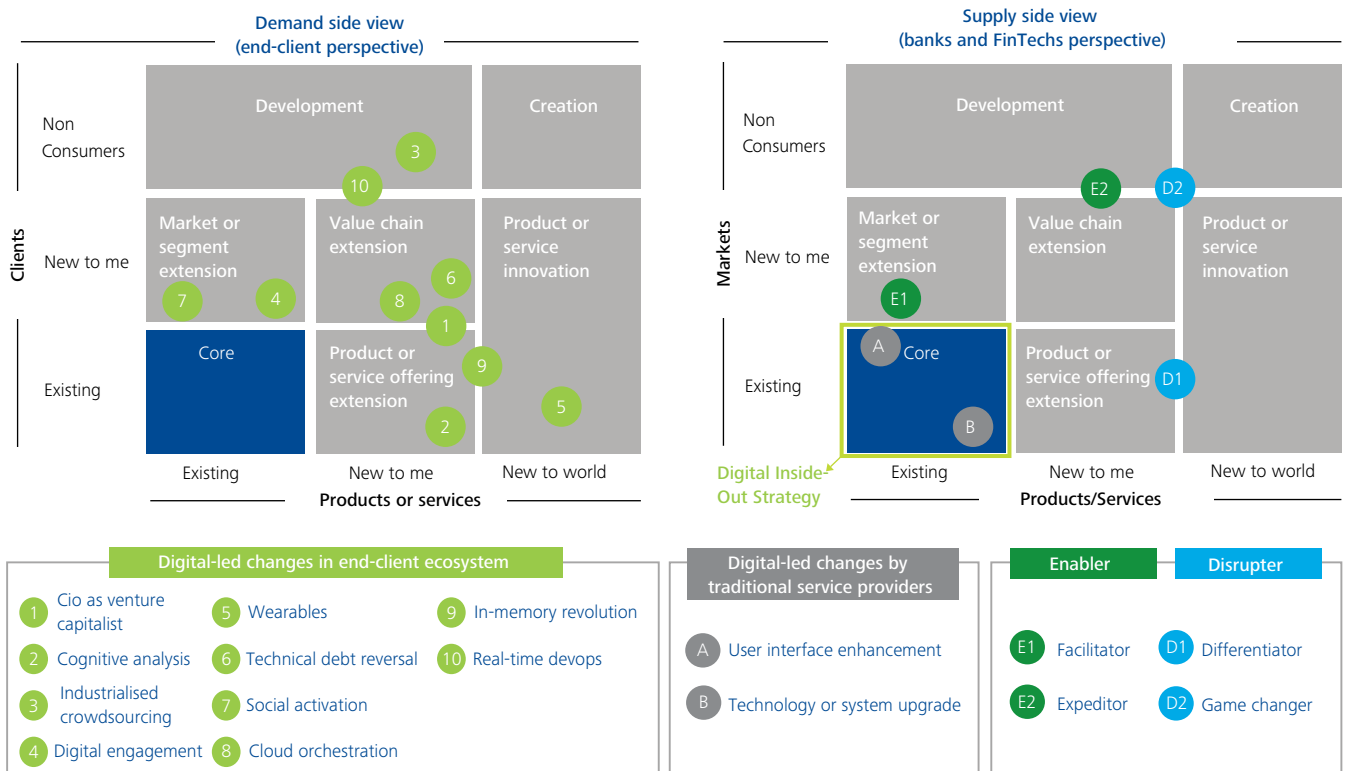 Demand side view
(end-client perspective)
Clients
Non
Consumers
New to me
Existing
Development
Creation
3
10
Market or
segment
extension
7
4
Value chain
extension
6
8
1
Product or
service
innovation
Core
Product or
service offering
extension
9
2
5
Existing
New to me
New to world
Products or services
Supply side view
(banks and FinTechs perspective)
Markets
Non
Consumers
New to me
Existing
Development
Creation
E2
D2
Market or
segment
extension
E1
Value chain
extension
Product or
service
innovation
A
Core
B
Product or
service offering
extension
D1
Digital Inside-
Out Strategy
Existing
New to me
New to world
Products/Services
Digital-led changes in end-client ecosystem
1 Cio as venture
capitalist
2 Cognitive analysis
3 Industrialised
crowdsourcing
4 Digital engagement
5 Wearables
6 Technical debt reversal
7 Social activation
8 Cloud orchestration
9 In-memory revolution
10 Real-time devops
Digital-led changes by
traditional service providers
A User interface enhancement
B Technology or system upgrade
Enabler
E1 Facilitator
E2 Expeditor
Disrupter
D1 Differentiator
D2 Game changer